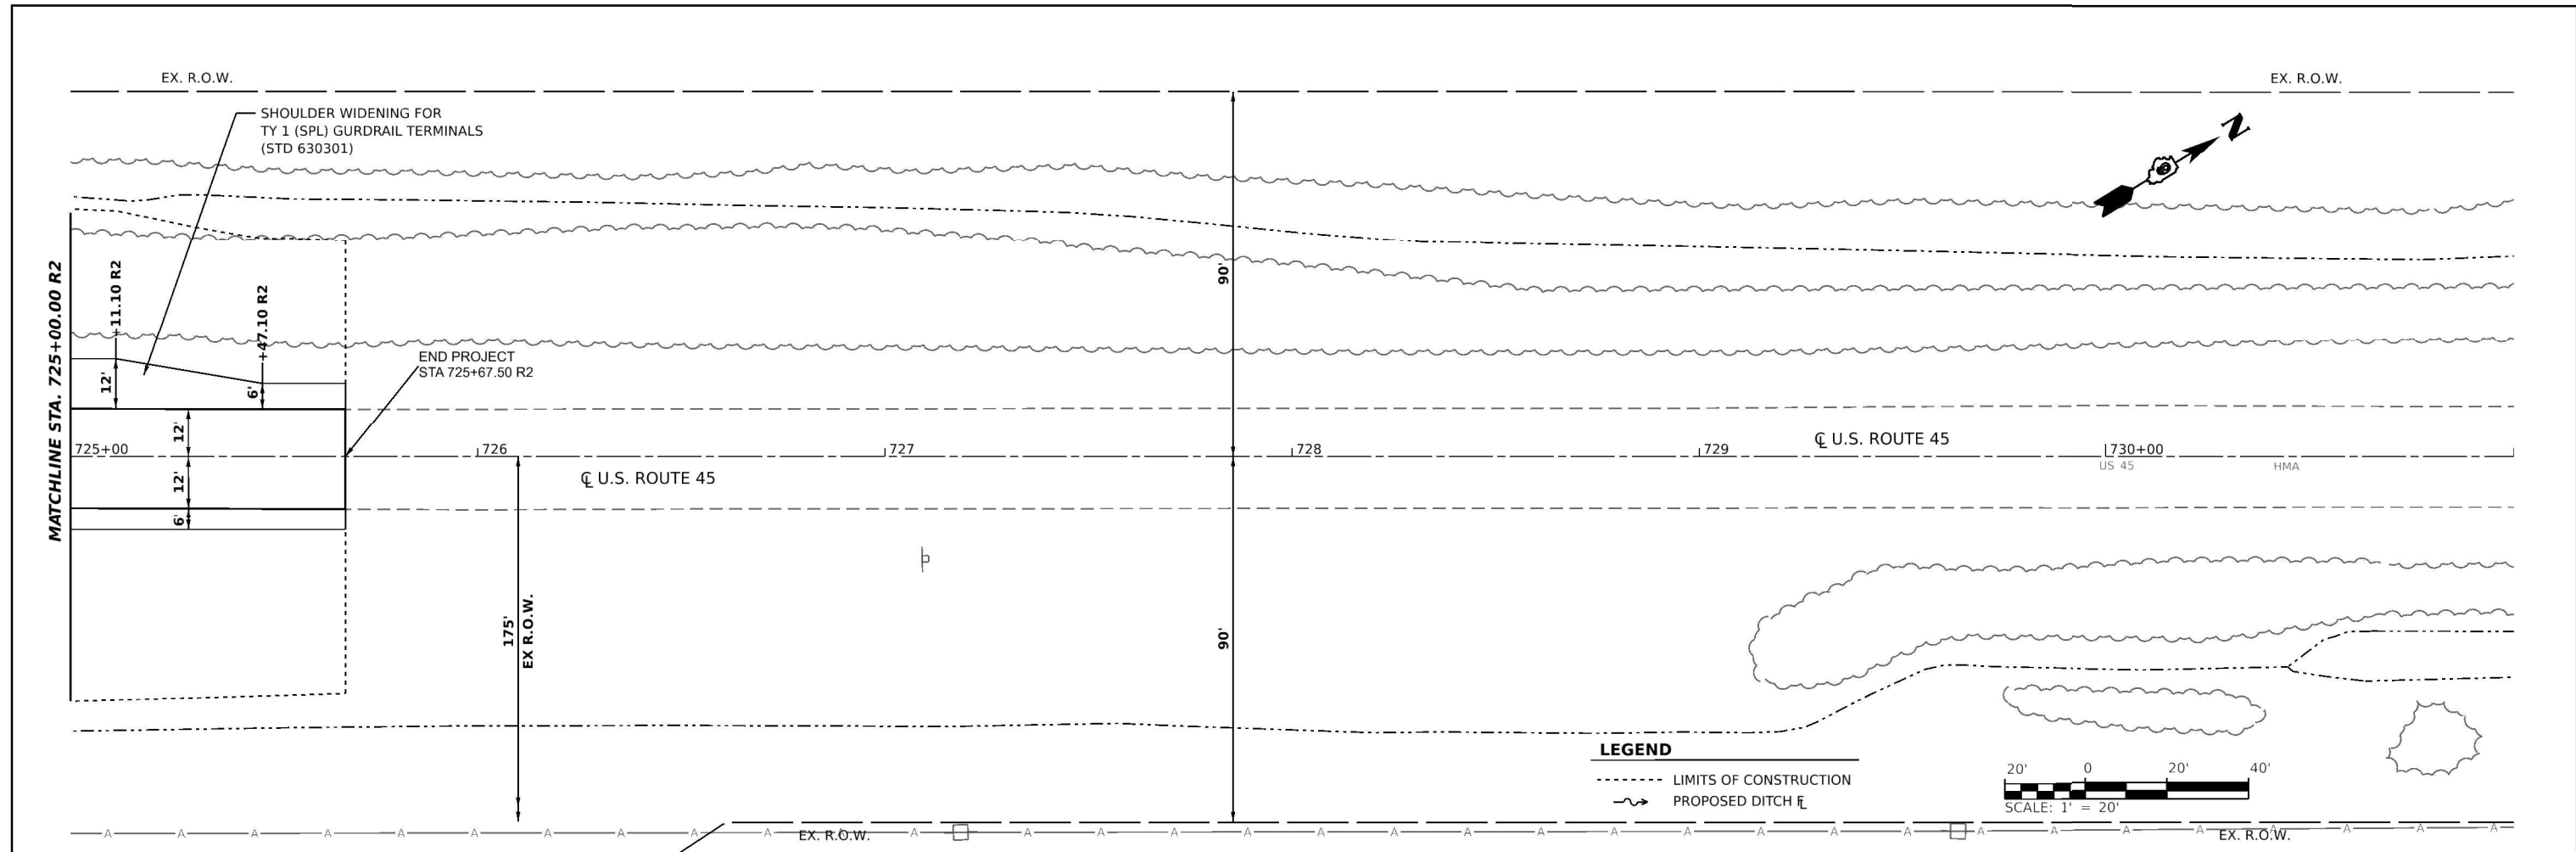 EX. R.O.W.
EX. R.O.W.
SHOULDER WIDENING FOR
TY 1 (SPL) GURDRAIL TERMINALS
(STD 630301)
N
MATCHLINE STA. 725+00.00 R2
+11.10 R2
+47.10 R2
90'
12'
6'
END PROJECT
STA 725+67.50 R2
12'
725+00
726
727
728
729
730+00
℄ U.S. ROUTE 45
℄ U.S. ROUTE 45
US 45
HMA
12'
6'
175'
EX R.O.W.
90'
LEGEND
LIMITS OF CONSTRUCTION
PROPOSED DITCH F̲L
20' 0 20' 40'
SCALE: 1' = 20'
A A A A A A A A A A A A A A A A A A A A A A A A A A A A A A A A A
EX. R.O.W.
EX. R.O.W.